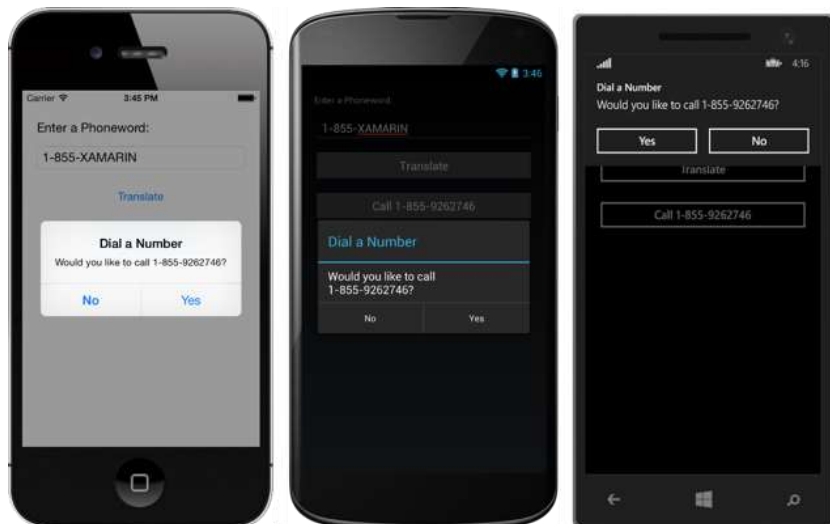 Carrier 3:45 PM
Enter a Phoneword:
1-855-XAMARIN
Translate
Dial a Number
Would you like to call 1-855-9262746?
No Yes
3:46
Enter a Phoneword:
1-855-XAMARIN
Translate
Call 1-855-9262746
Dial a Number
Would you like to call
1-855-9262746?
No Yes
4:16
Dial a Number
Would you like to call 1-855-9262746?
Yes No
Translate
Call 1-855-9262746